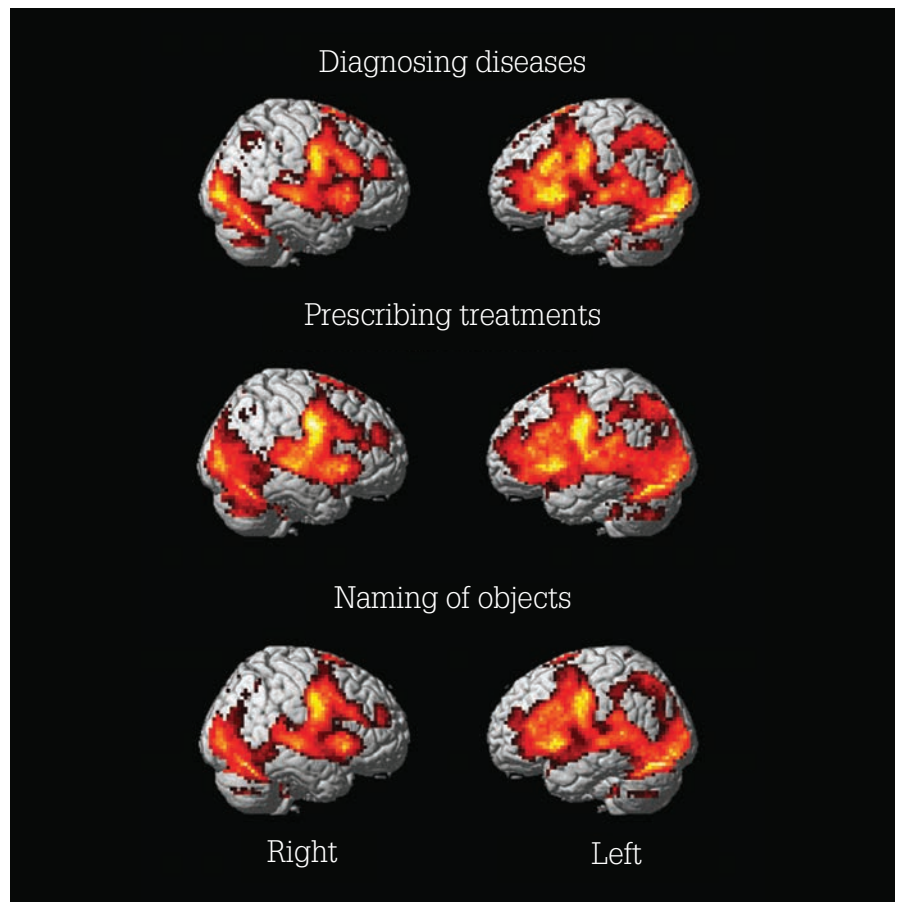 Diagnosing diseases
Prescribing treatments
Naming of objects
Right
Left